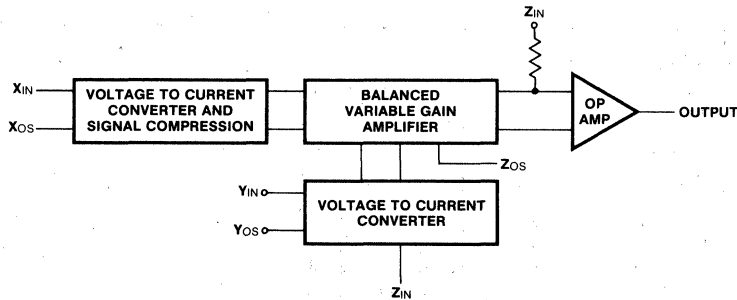 ZIN
XIN
XOS
VOLTAGE TO CURRENT
CONVERTER AND
SIGNAL COMPRESSION
BALANCED
VARIABLE GAIN
AMPLIFIER
OP
AMP
OUTPUT
ZOS
YIN
YOS
VOLTAGE TO CURRENT
CONVERTER
ZIN